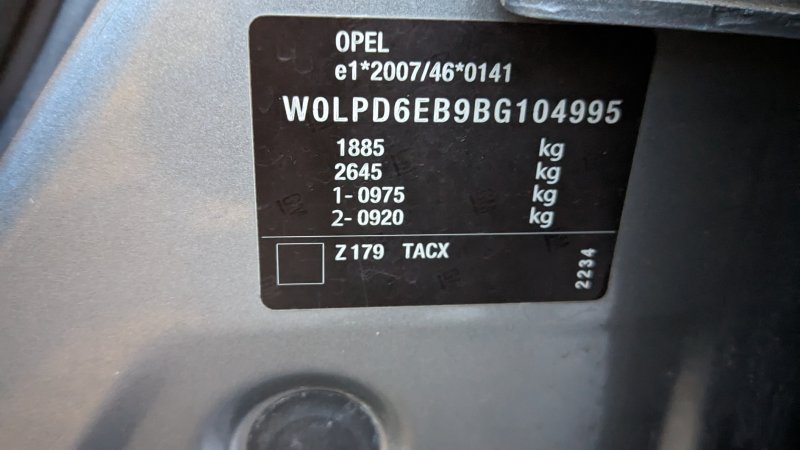 OPEL
e1*2007/46*0141
W0LPD6EB9BG104995
1885 kg
2645 kg
1-0975 kg
2-0920 kg
Z179 TACX
2234